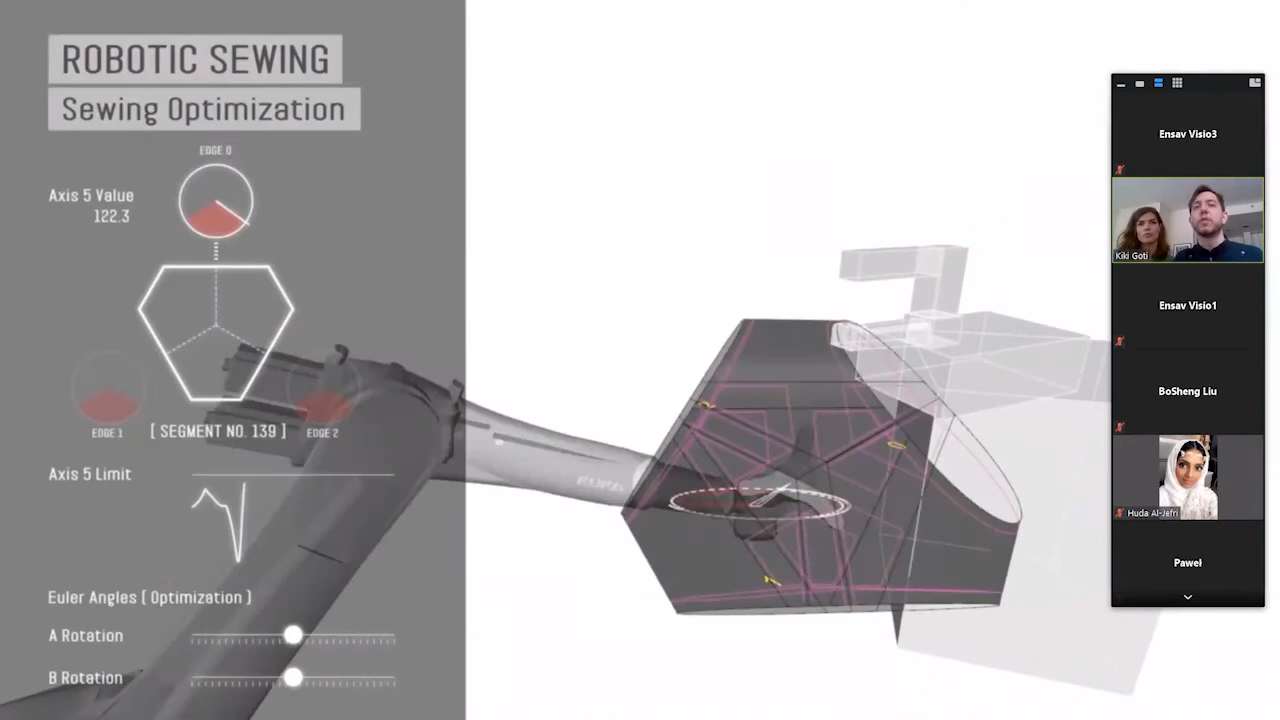 ROBOTIC SEWING
Sewing Optimization
EDGE 0
Axis 5 Value
122.3
EDGE 1
[ SEGMENT NO. 139 ]
EDGE 2
Axis 5 Limit
Euler Angles [ Optimization ]
A Rotation
B Rotation
Ensav Visio3
Kiki Goti
Ensav Visio1
BoSheng Liu
Huda Al-Jefri
Paweł